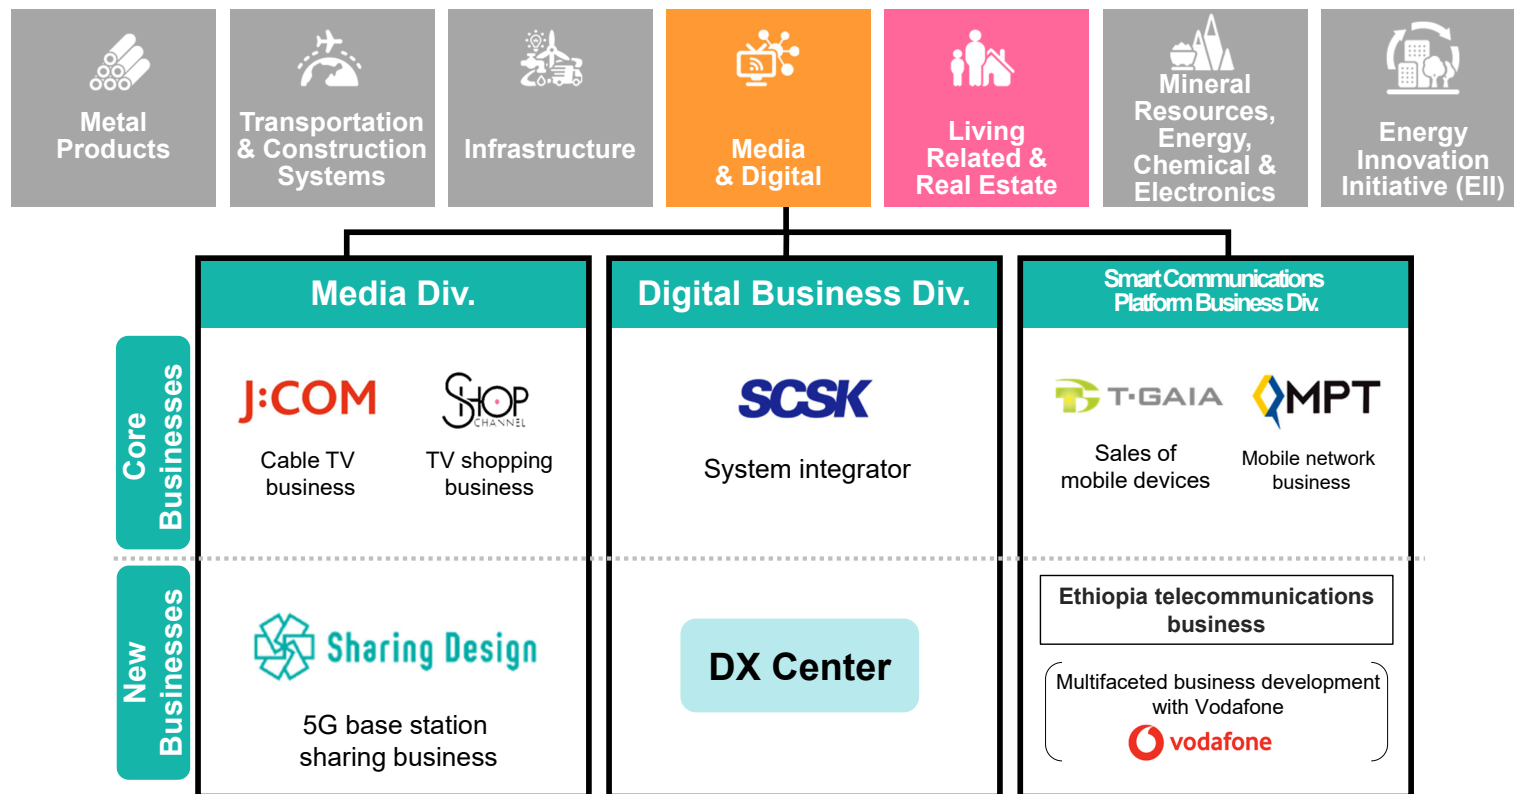 Metal
Products
Transportation
& Construction
Systems
Infrastructure
Media
& Digital
Living
Related &
Real Estate
Mineral
Resources,
Energy,
Chemical &
Electronics
Energy
Innovation
Initiative (EII)
Media Div.
Digital Business Div.
Smart Communications
Platform Business Div.
Core
Businesses
J:COM
Cable TV
business
SHOP
CHANNEL
TV shopping
business
SCSK
System integrator
T-GAIA
Sales of
mobile devices
MPT
Mobile network
business
New
Businesses
Sharing Design
5G base station
sharing business
DX Center
Ethiopia telecommunications
business
Multifaceted business development
with Vodafone
vodafone